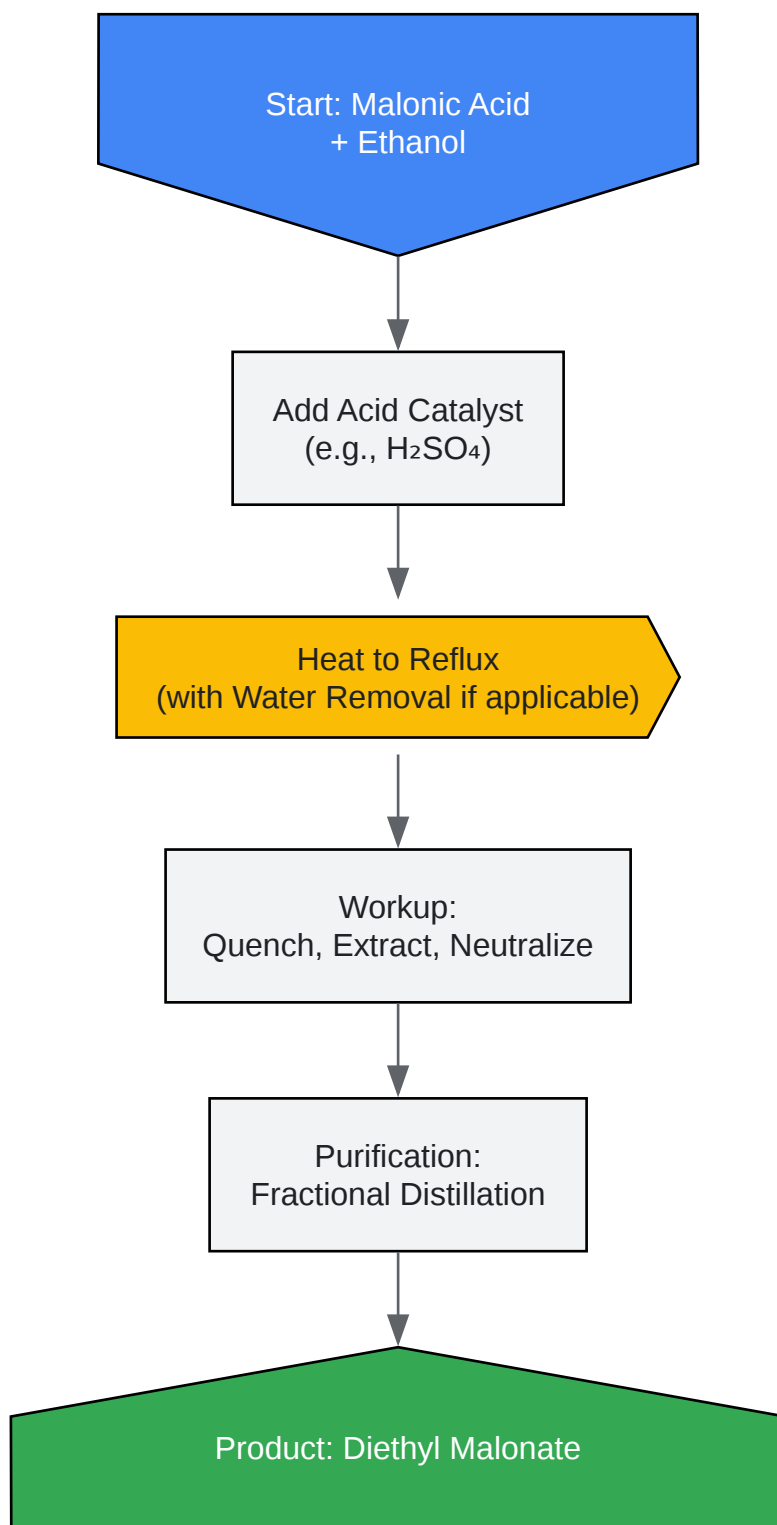 Start: Malonic Acid
+ Ethanol
Add Acid Catalyst
(e.g., H₂SO₄)
Heat to Reflux
(with Water Removal if applicable)
Workup:
Quench, Extract, Neutralize
Purification:
Fractional Distillation
Product: Diethyl Malonate